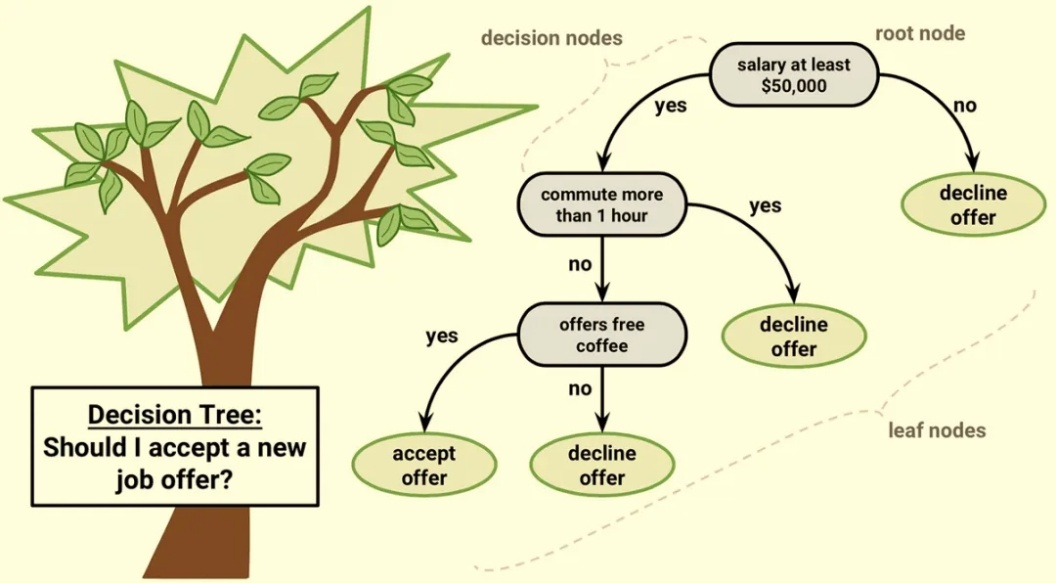 decision nodes
root node
salary at least
$50,000
yes
no
commute more
than 1 hour
yes
decline
offer
no
offers free
coffee
decline
offer
yes
no
leaf nodes
accept
offer
decline
offer
Decision Tree:
Should I accept a new
job offer?